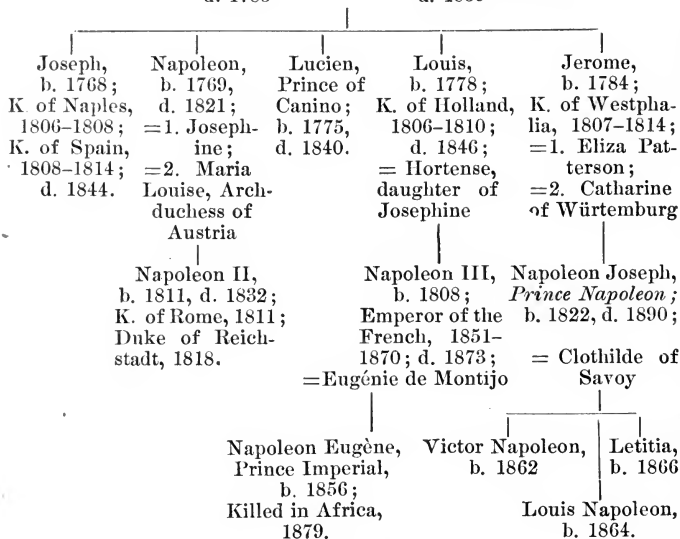 Joseph,
b. 1768;
K. of Naples,
1806–1808;
K. of Spain,
1808–1814;
d. 1844.
Napoleon,
b. 1769,
d. 1821;
=1. Joseph-
ine;
=2. Maria
Louise, Arch-
duchess of
Austria
Lucien,
Prince of
Canino;
b. 1775,
d. 1840.
Louis,
b. 1778;
K. of Holland,
1806–1810;
d. 1846;
= Hortense,
daughter of
Josephine
Jerome,
b. 1784;
K. of Westpha-
lia, 1807–1814;
=1. Eliza Pat-
terson;
=2. Catharine
of Würtemburg
Napoleon II,
b. 1811, d. 1832;
K. of Rome, 1811;
Duke of Reich-
stadt, 1818.
Napoleon III,
b. 1808;
Emperor of the
French, 1851–
1870; d. 1873;
=Eugénie de Montijo
Napoleon Joseph,
Prince Napoleon;
b. 1822, d. 1890;
= Clothilde of
Savoy
Napoleon Eugène,
Prince Imperial,
b. 1856;
Killed in Africa,
1879.
Victor Napoleon,
b. 1862
Letitia,
b. 1866
Louis Napoleon,
b. 1864.